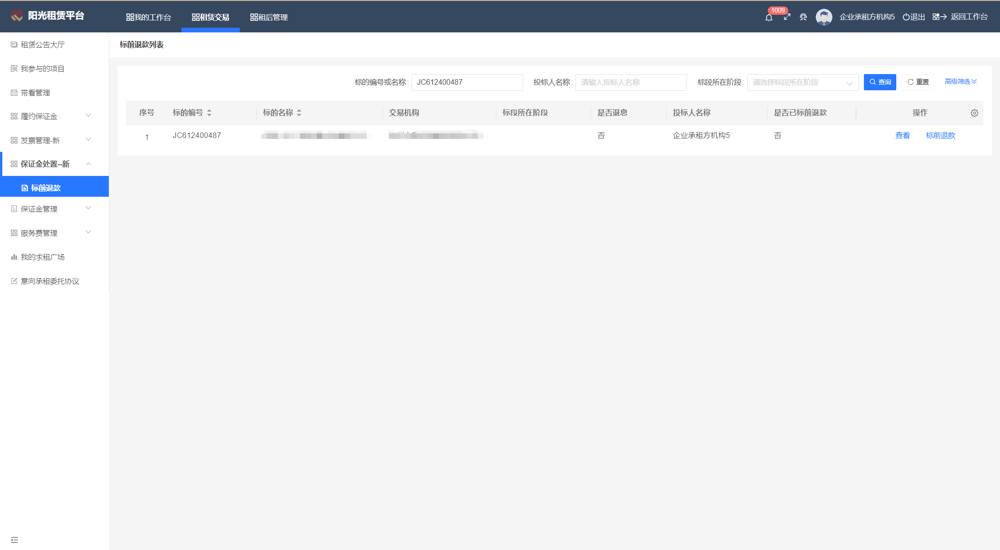 阳光租赁平台
我的工作台
租赁交易
租后管理
1009
企业承租方机构5
退出
返回工作台
租赁公告大厅
我参与的项目
带看管理
履约保证金
发票管理-新
保证金处置--新
标前退款
保证金管理
服务费管理
我的求租广场
意向承租委托协议
标前退款列表
标的编号或名称: JC612400487 投标人名称: 请输入投标人名称 标段所在阶段: 请选择标段所在阶段 查询 重置 高级筛选
序号 标的编号 标的名称 交易机构 标段所在阶段 是否退息 投标人名称 是否已标前退款 操作
1 JC612400487 否 企业承租方机构5 否 查看 标前退款